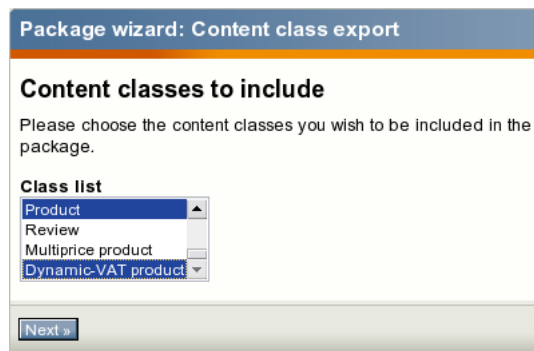 Package wizard: Content class export
Content classes to include
Please choose the content classes you wish to be included in the
package.
Class list
Product
Review
Multiprice product
Dynamic-VAT product
Next »